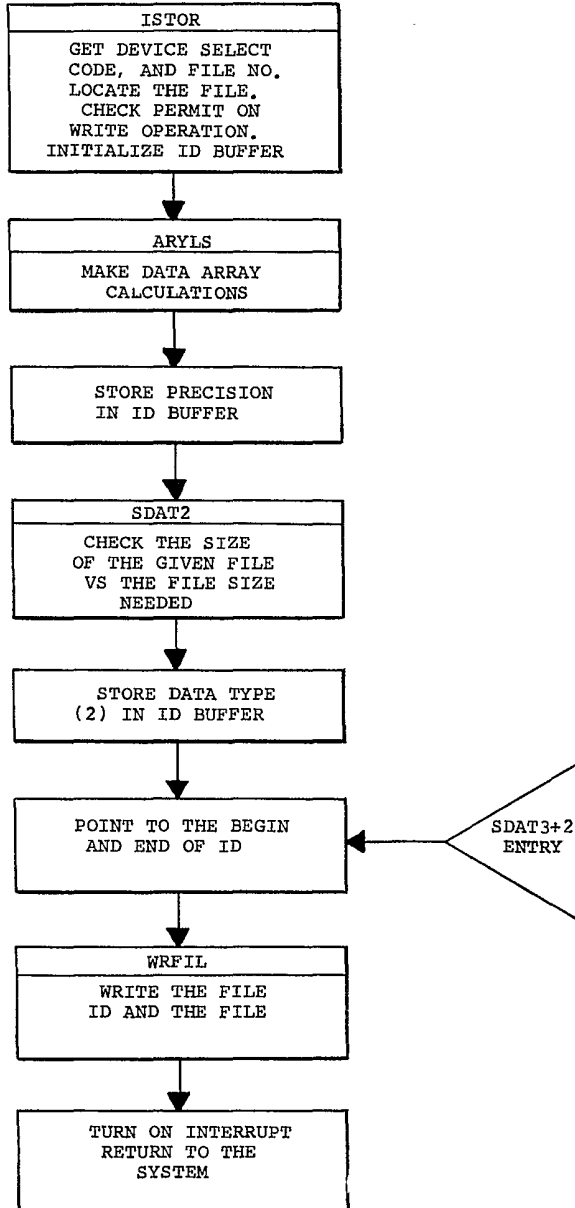 ISTOR
GET DEVICE SELECT
CODE, AND FILE NO.
LOCATE THE FILE.
CHECK PERMIT ON
WRITE OPERATION.
INITIALIZE ID BUFFER
ARYLS
MAKE DATA ARRAY
CALCULATIONS
STORE PRECISION
IN ID BUFFER
SDAT2
CHECK THE SIZE
OF THE GIVEN FILE
VS THE FILE SIZE
NEEDED
STORE DATA TYPE
(2) IN ID BUFFER
POINT TO THE BEGIN
AND END OF ID
SDAT3+2
ENTRY
WRFIL
WRITE THE FILE
ID AND THE FILE
TURN ON INTERRUPT
RETURN TO THE
SYSTEM